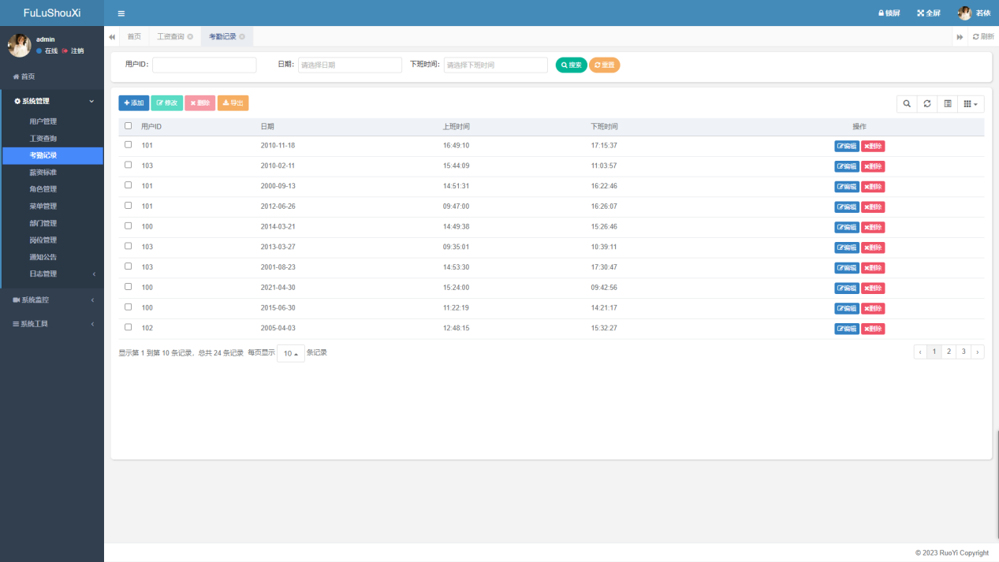 FuLuShouXi
锁屏 全屏 若依
admin
在线 注销
首页 工资查询 考勤记录 刷新
首页
系统管理
用户管理
工资查询
考勤记录
薪资标准
角色管理
菜单管理
部门管理
岗位管理
通知公告
日志管理
系统监控
系统工具
用户ID： 日期： 请选择日期 下班时间： 请选择下班时间 搜索 重置
添加 修改 删除 导出
用户ID 日期 上班时间 下班时间 操作
101 2010-11-18 16:49:10 17:15:37 编辑 删除
103 2010-02-11 15:44:09 11:03:57 编辑 删除
101 2000-09-13 14:51:31 16:22:46 编辑 删除
101 2012-06-26 09:47:00 16:26:07 编辑 删除
100 2014-03-21 14:49:38 15:26:46 编辑 删除
103 2013-03-27 09:35:01 10:39:11 编辑 删除
103 2001-08-23 14:53:30 17:30:47 编辑 删除
100 2021-04-30 15:24:00 09:42:56 编辑 删除
100 2015-06-30 11:22:19 14:21:17 编辑 删除
102 2005-04-03 12:48:15 15:32:27 编辑 删除
显示第 1 到第 10 条记录，总共 24 条记录 每页显示 10 条记录 ‹ 1 2 3 ›
© 2023 RuoYi Copyright